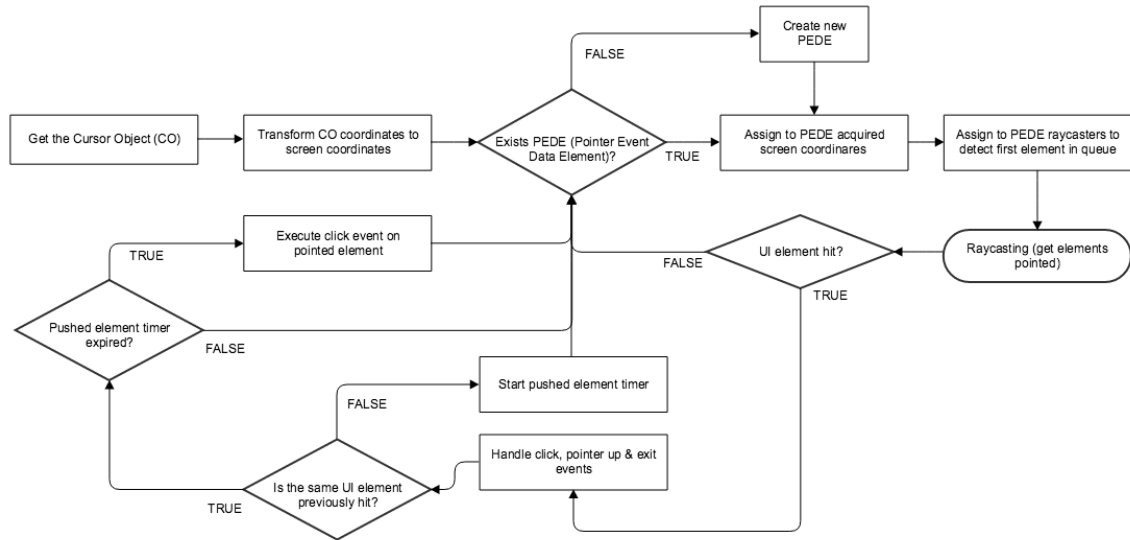 Create new
PEDE
FALSE
Get the Cursor Object (CO)
Transform CO coordinates to
screen coordinates
Exists PEDE (Pointer Event
Data Element)?
TRUE
Assign to PEDE acquired
screen coordinares
Assign to PEDE raycasters to
detect first element in queue
Execute click event on
pointed element
TRUE
UI element hit?
FALSE
TRUE
Raycasting (get elements
pointed)
Pushed element timer
expired?
FALSE
Start pushed element timer
FALSE
Handle click, pointer up & exit
events
Is the same UI element
previously hit?
TRUE